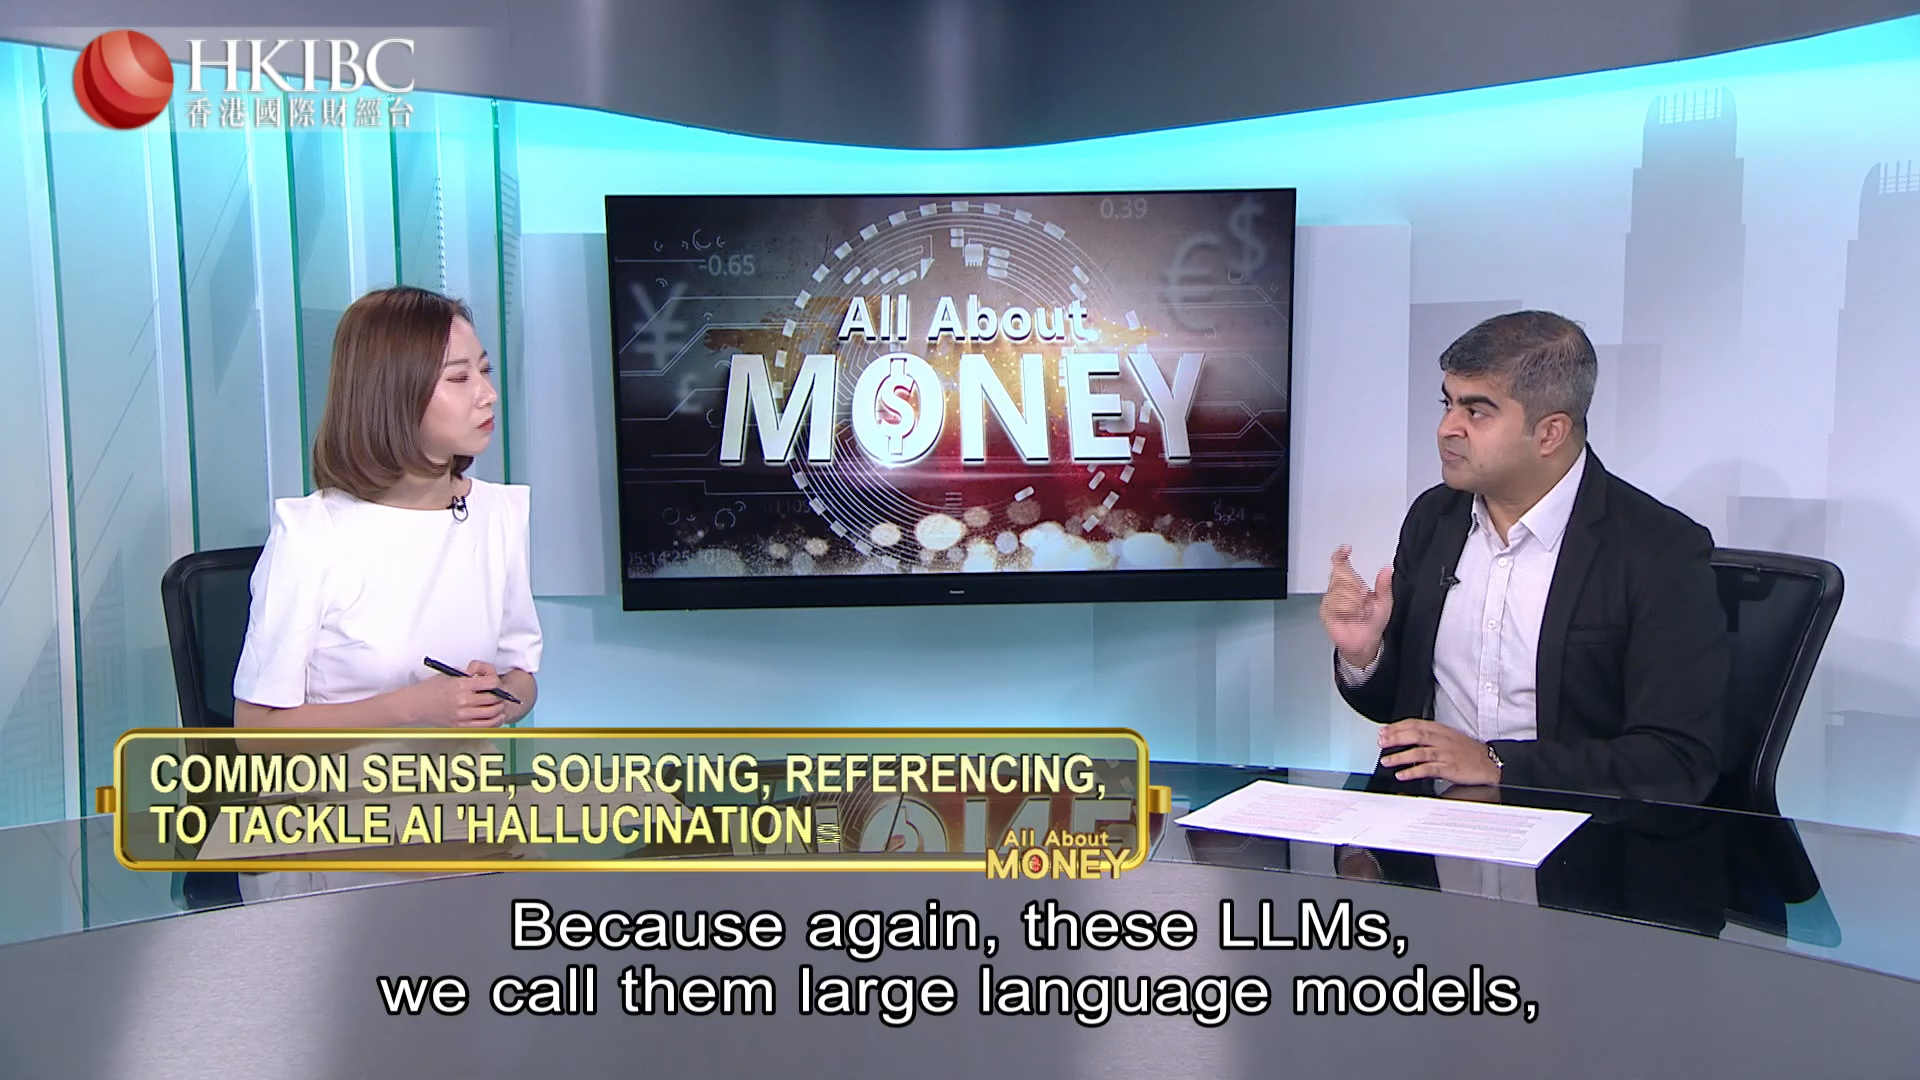 HKIBC
香港國際財經台
0.39
-0.65
All About
MONEY
COMMON SENSE, SOURCING, REFERENCING,
TO TACKLE AI 'HALLUCINATION
All About
MONEY
Because again, these LLMs,
we call them large language models,